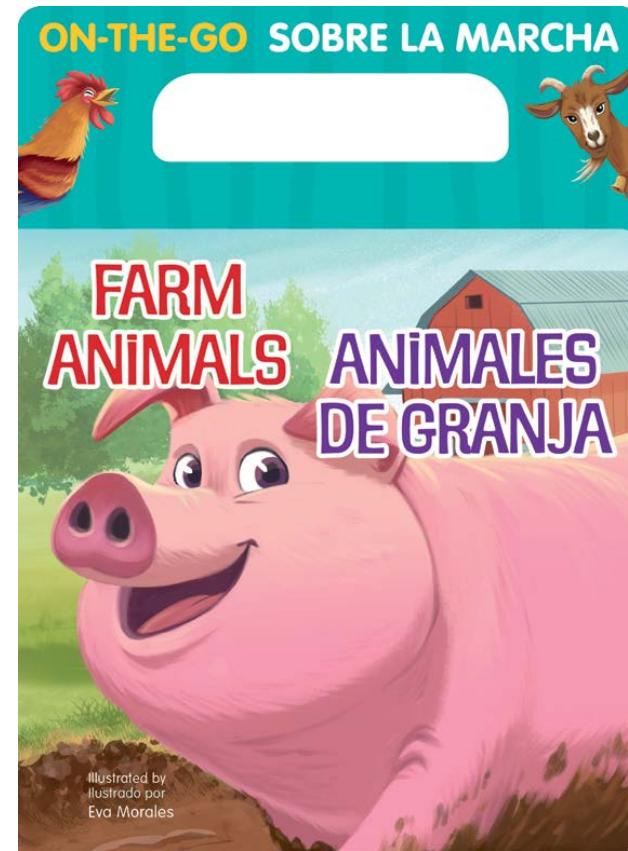 ON-THE-GO SOBRE LA MARCHA
FARM
ANIMALS
ANIMALES
DE GRANJA
Illustrated by
Ilustrado por
Eva Morales